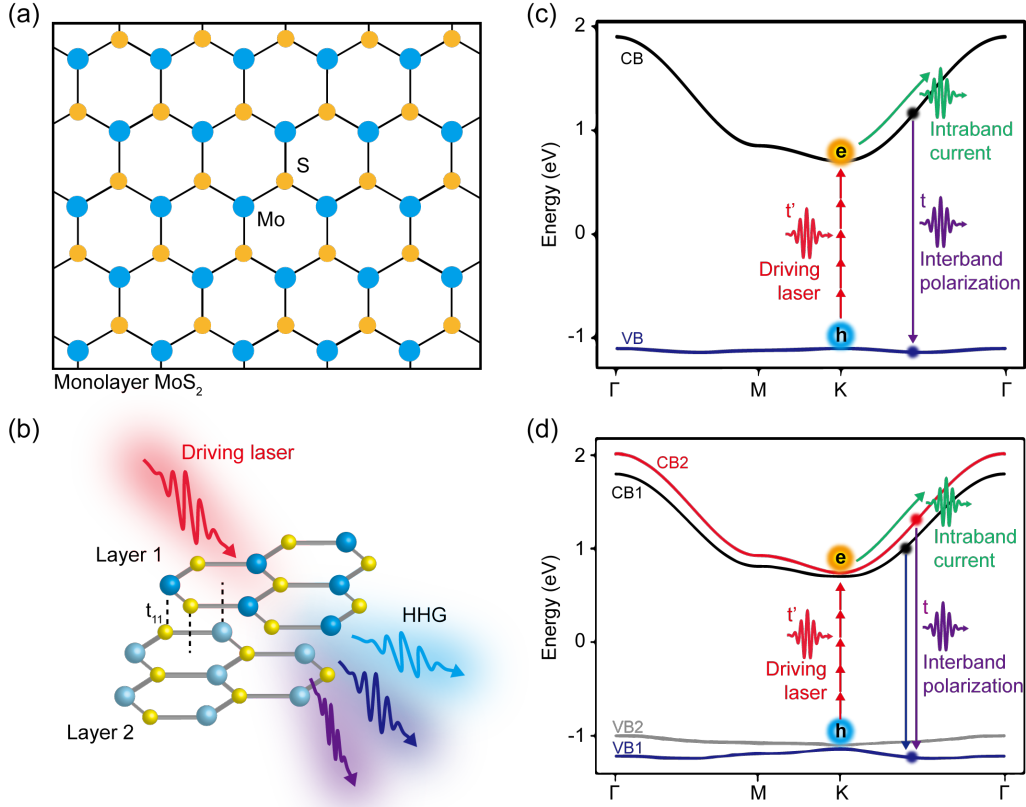 (a)
S
Mo
Monolayer MoS₂
(b)
Driving laser
Layer 1
t₁₁
HHG
Layer 2
(c)
2
CB
1
0
-1
Energy (eV)
e
Intraband
current
t'
Driving
laser
t
Interband
polarization
h
VB
Γ M K Γ
(d)
2
CB2
CB1
1
0
-1
Energy (eV)
e
Intraband
current
t'
Driving
laser
t
Interband
polarization
h
VB2
VB1
Γ M K Γ